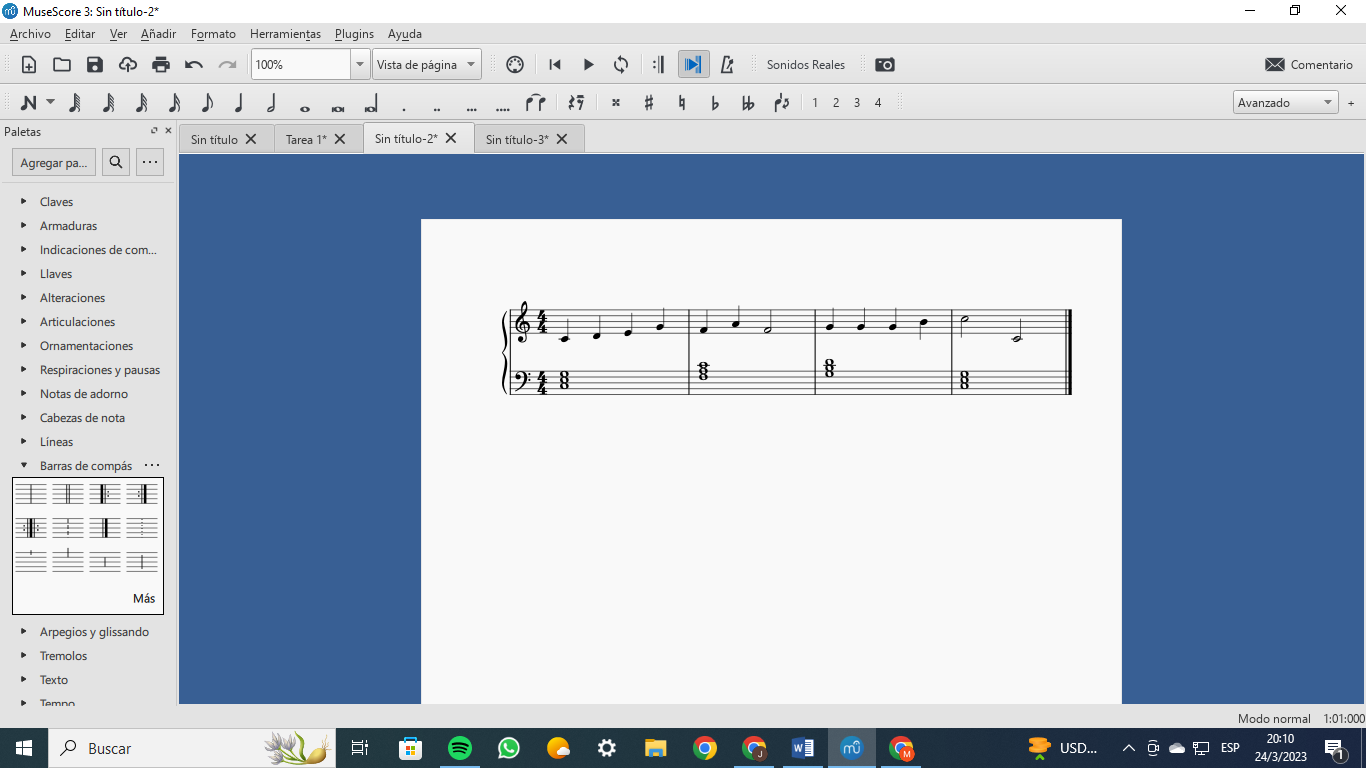 MuseScore 3: Sin título-2*
Archivo Editar Ver Añadir Formato Herramientas Plugins Ayuda
100% Vista de página Sonidos Reales Comentario
1 2 3 4 Avanzado +
Paletas
Sin título Tarea 1* Sin título-2* Sin título-3*
Agregar pa... ...
Claves
Armaduras
Indicaciones de com...
Llaves
Alteraciones
Articulaciones
Ornamentaciones
Respiraciones y pausas
Notas de adorno
Cabezas de nota
Líneas
Barras de compás ...
Más
Arpegios y glissando
Tremolos
Texto
Tempo
Modo normal 1:01:000
Buscar
USD... ESP
20:10
24/3/2023
1